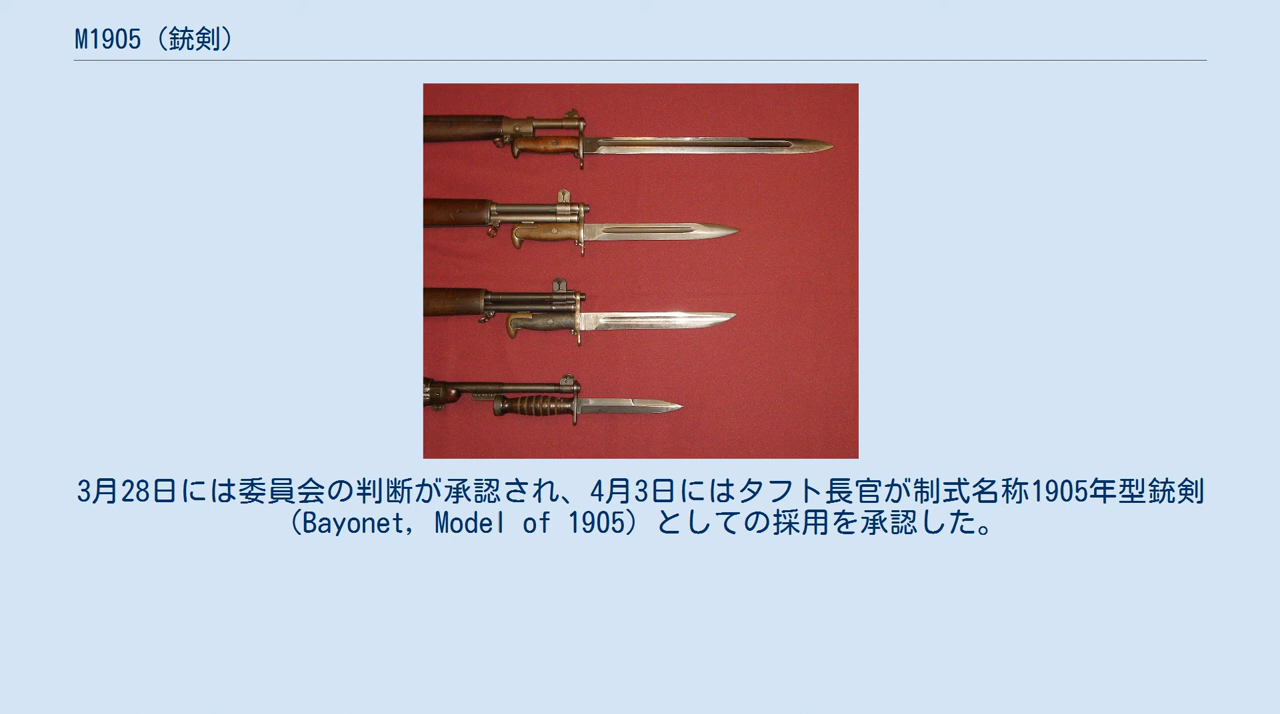 M1905（銃剣）
3月28日には委員会の判断が承認され、4月3日にはタフト長官が制式名称1905年型銃剣
（Bayonet, Model of 1905）としての採用を承認した。